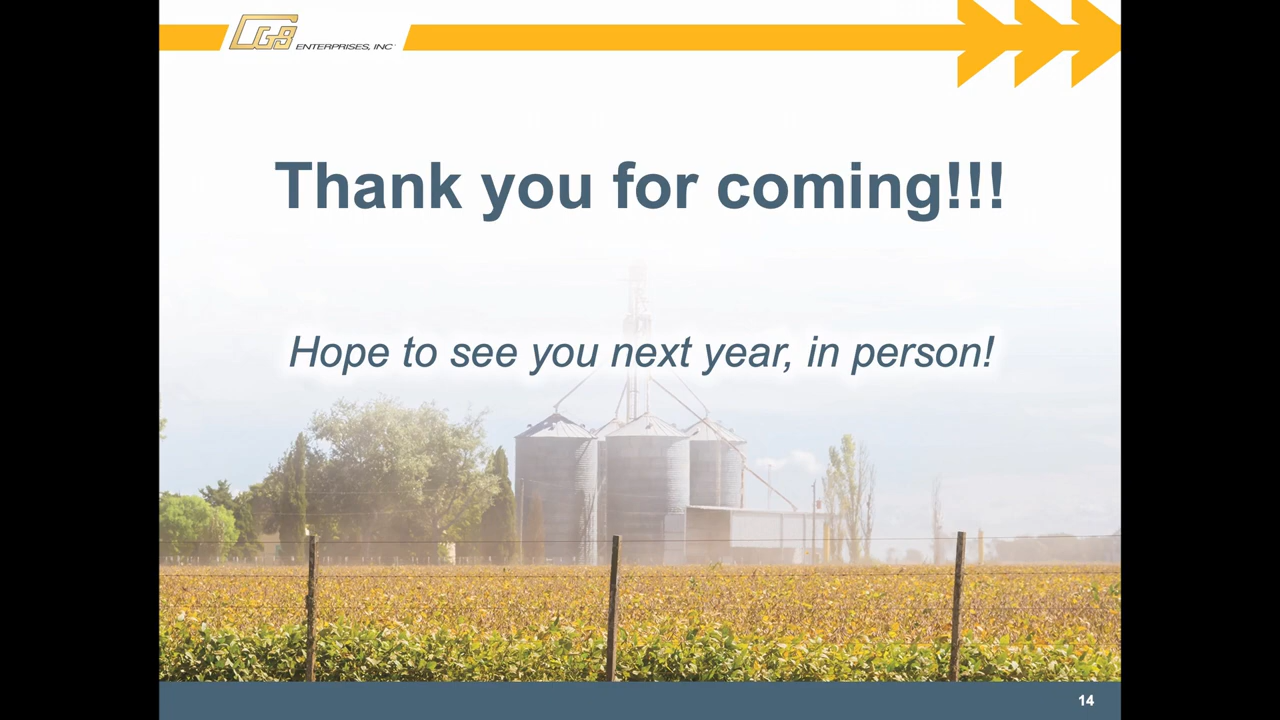 CGB ENTERPRISES, INC
Thank you for coming!!!
Hope to see you next year, in person!
14